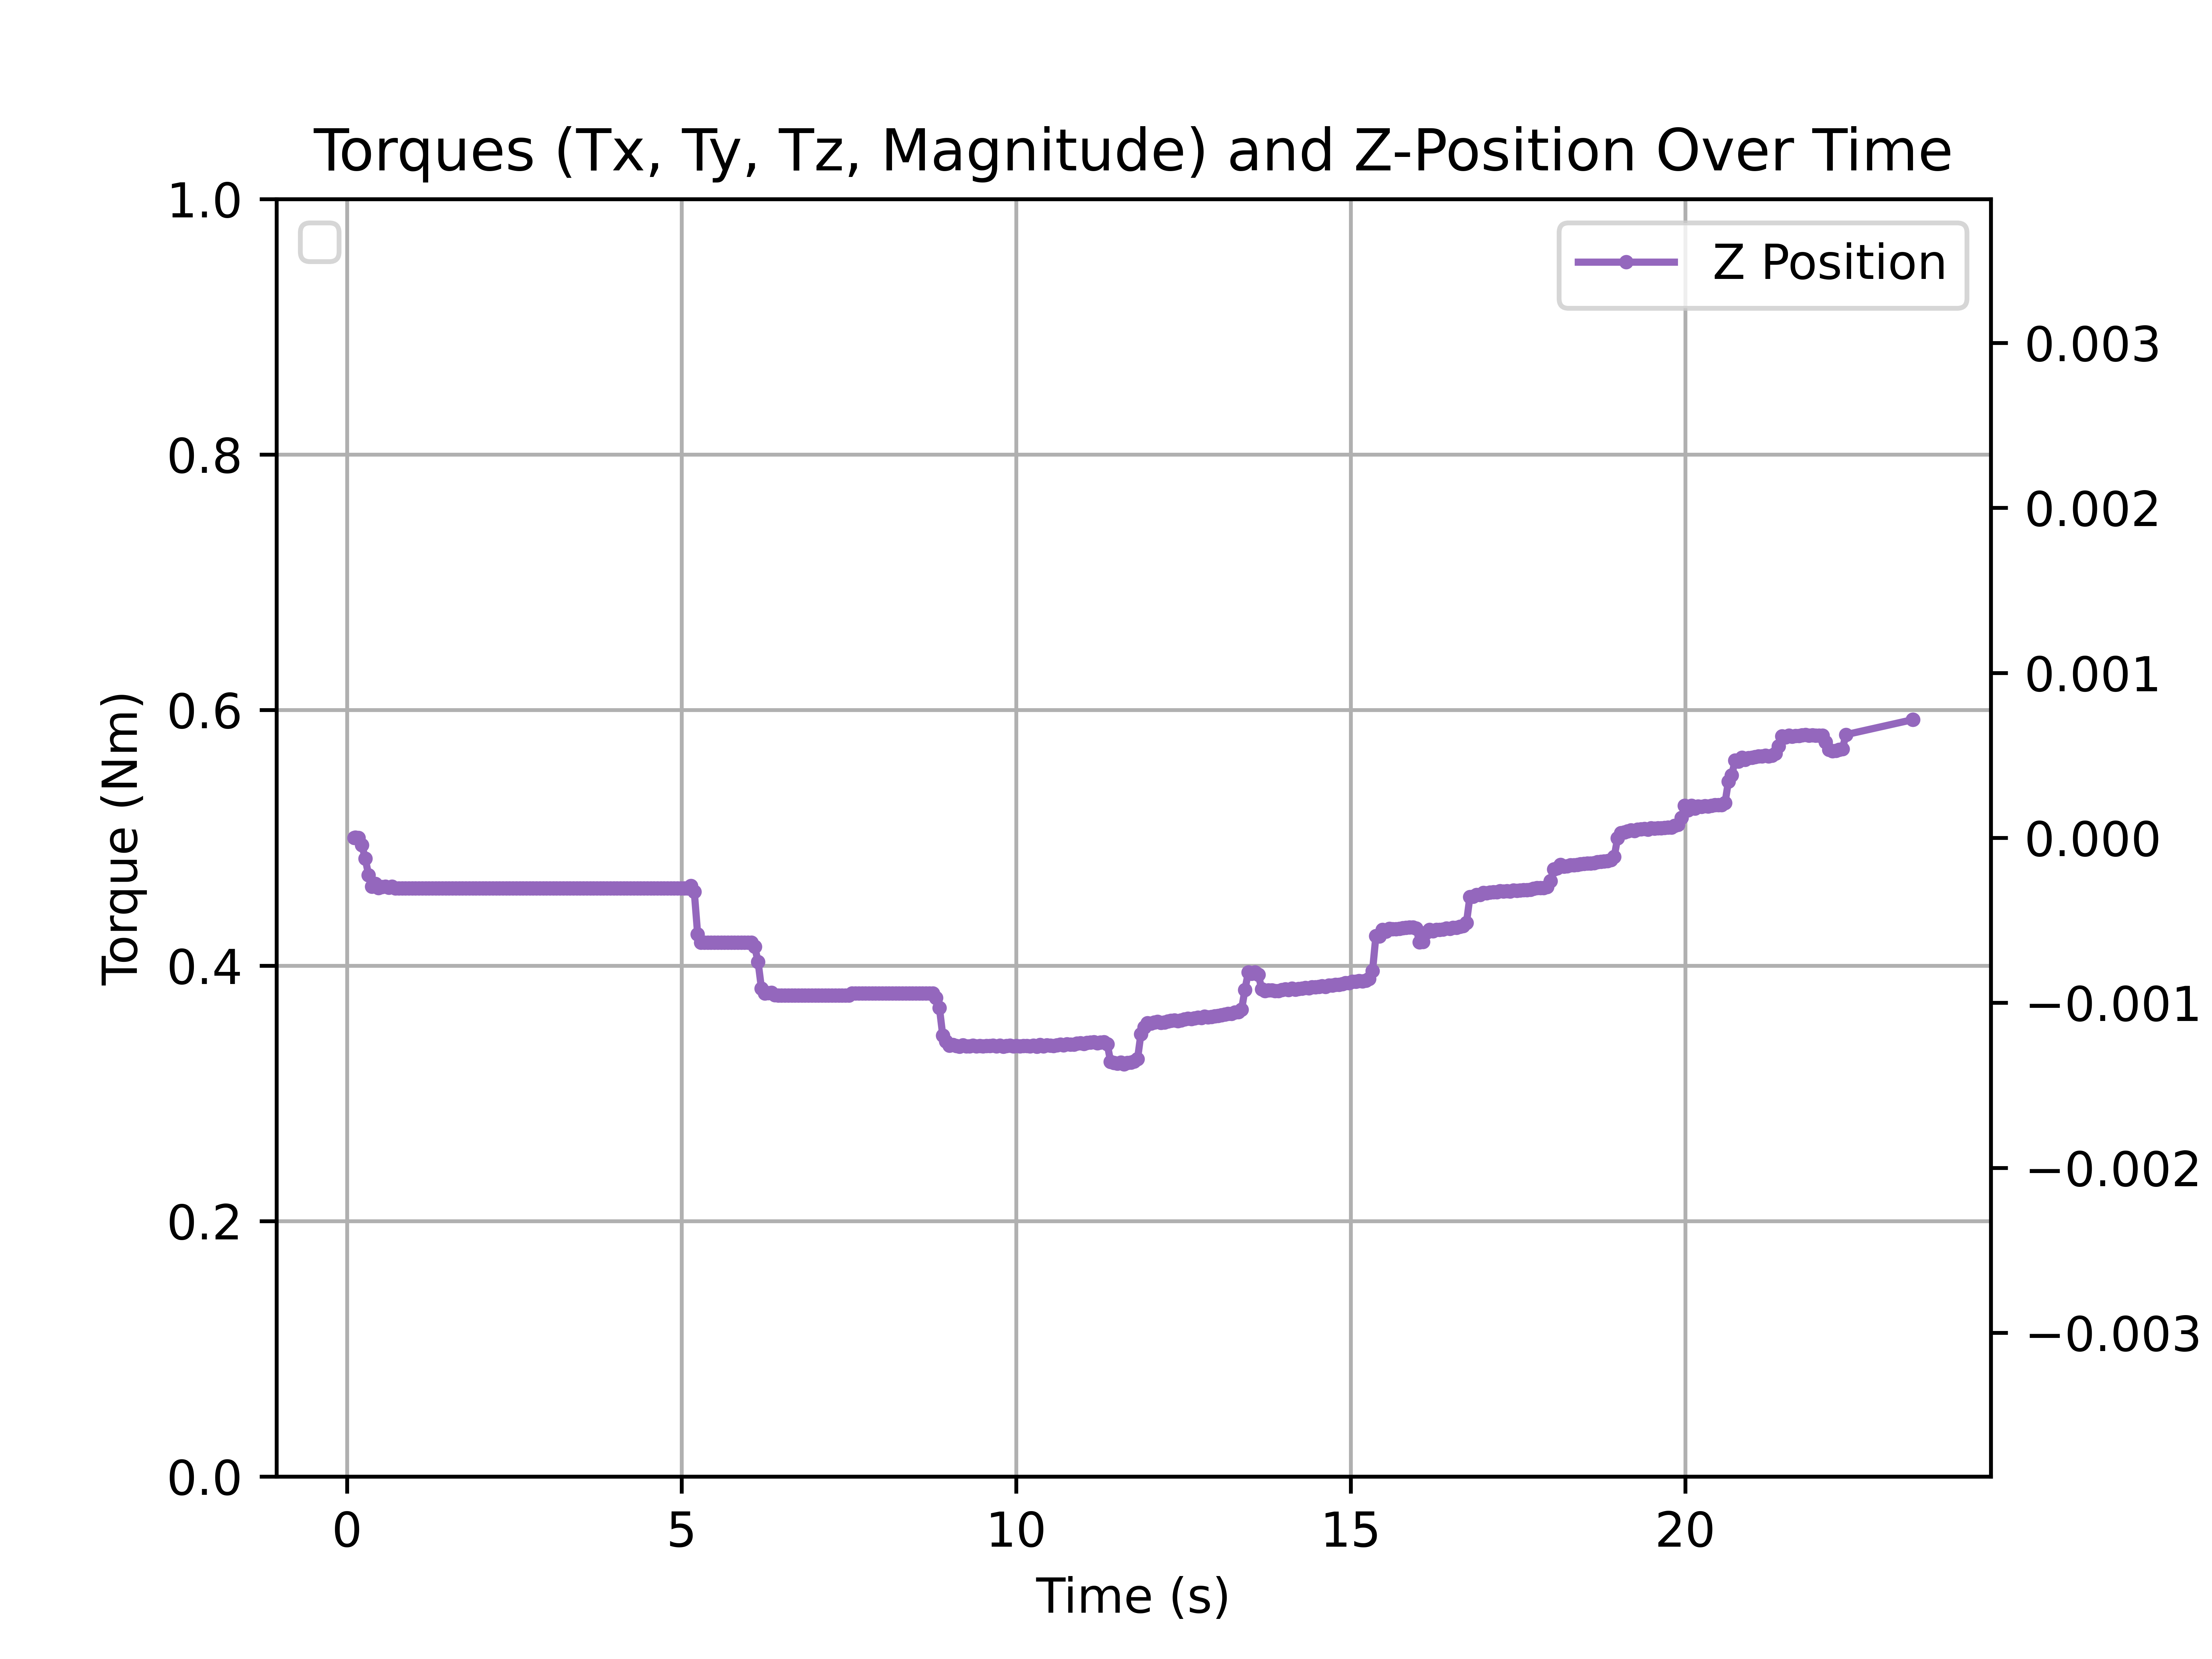 Torques (Tx, Ty, Tz, Magnitude) and Z-Position Over Time
Z Position
1.0
0.8
0.6
0.4
0.2
0.0
Torque (Nm)
0.003
0.002
0.001
0.000
−0.001
−0.002
−0.003
0 5 10 15 20
Time (s)